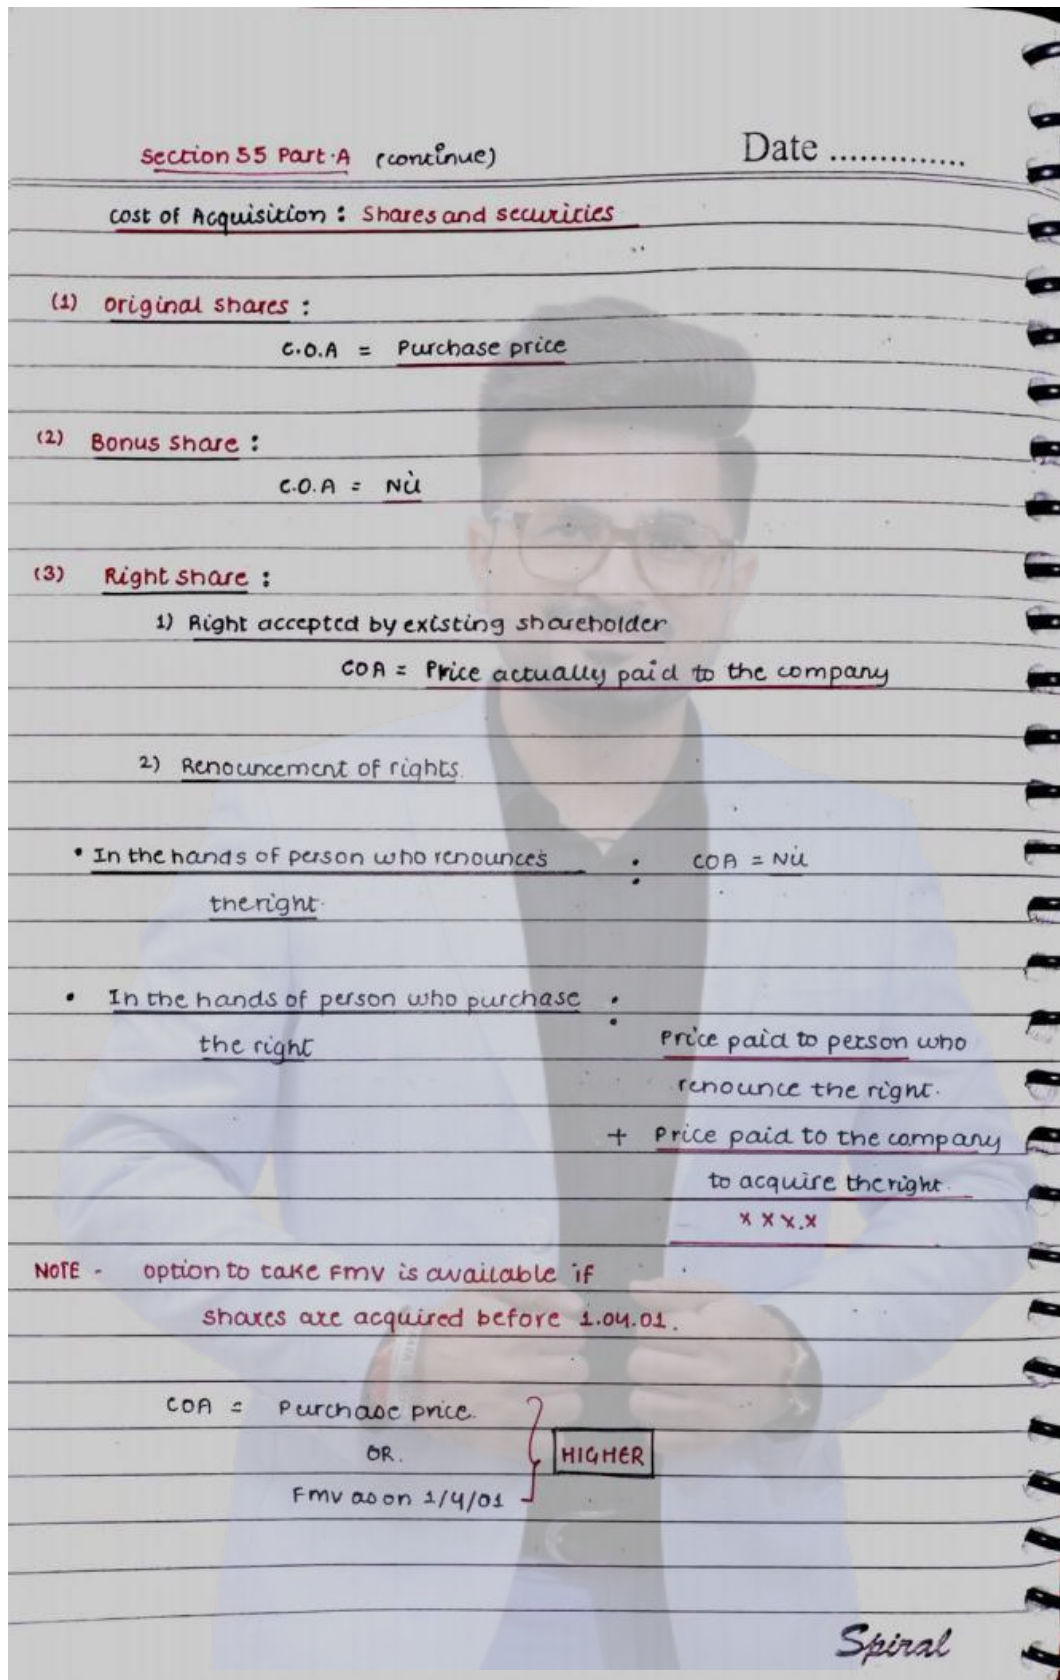 Section 55 Part.A (continue)
Date ..............
Cost of Acquisition : Shares and securities
(1) Original shares :
C.O.A = Purchase price
(2) Bonus share :
C.O.A = Nil
(3) Right share :
1) Right accepted by existing shareholder
COA = Price actually paid to the company
2) Renouncement of rights.
• In the hands of person who renounces : COA = Nil
the right.
• In the hands of person who purchase :
the right Price paid to person who
renounce the right.
+ Price paid to the company
to acquire the right.
x x x.x
NOTE - option to take FMV is available if
shares are acquired before 1.04.01.
COA = Purchase price.
OR. HIGHER
Fmv as on 1/4/01
Spiral